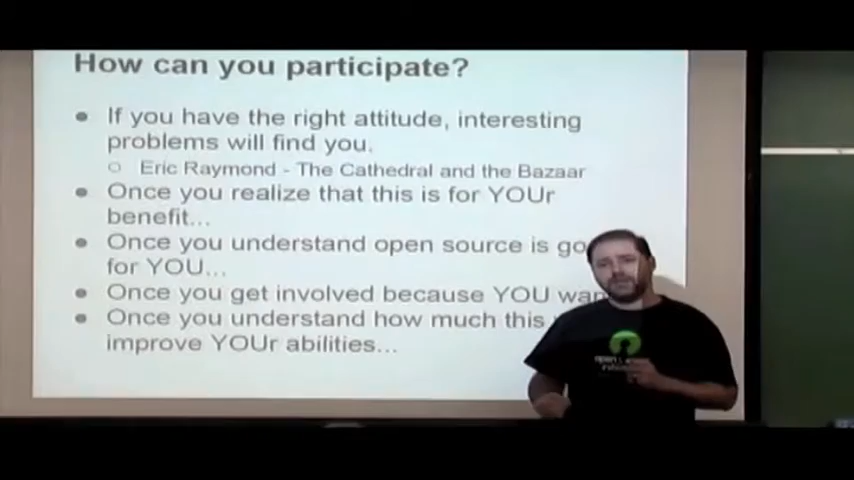 How can you participate?
If you have the right attitude, interesting
problems will find you.
Eric Raymond - The Cathedral and the Bazaar
Once you realize that this is for YOUr
benefit...
Once you understand open source is
for YOU...
Once you get involved because YOU
Once you understand how much this
improve YOUr abilities...
open